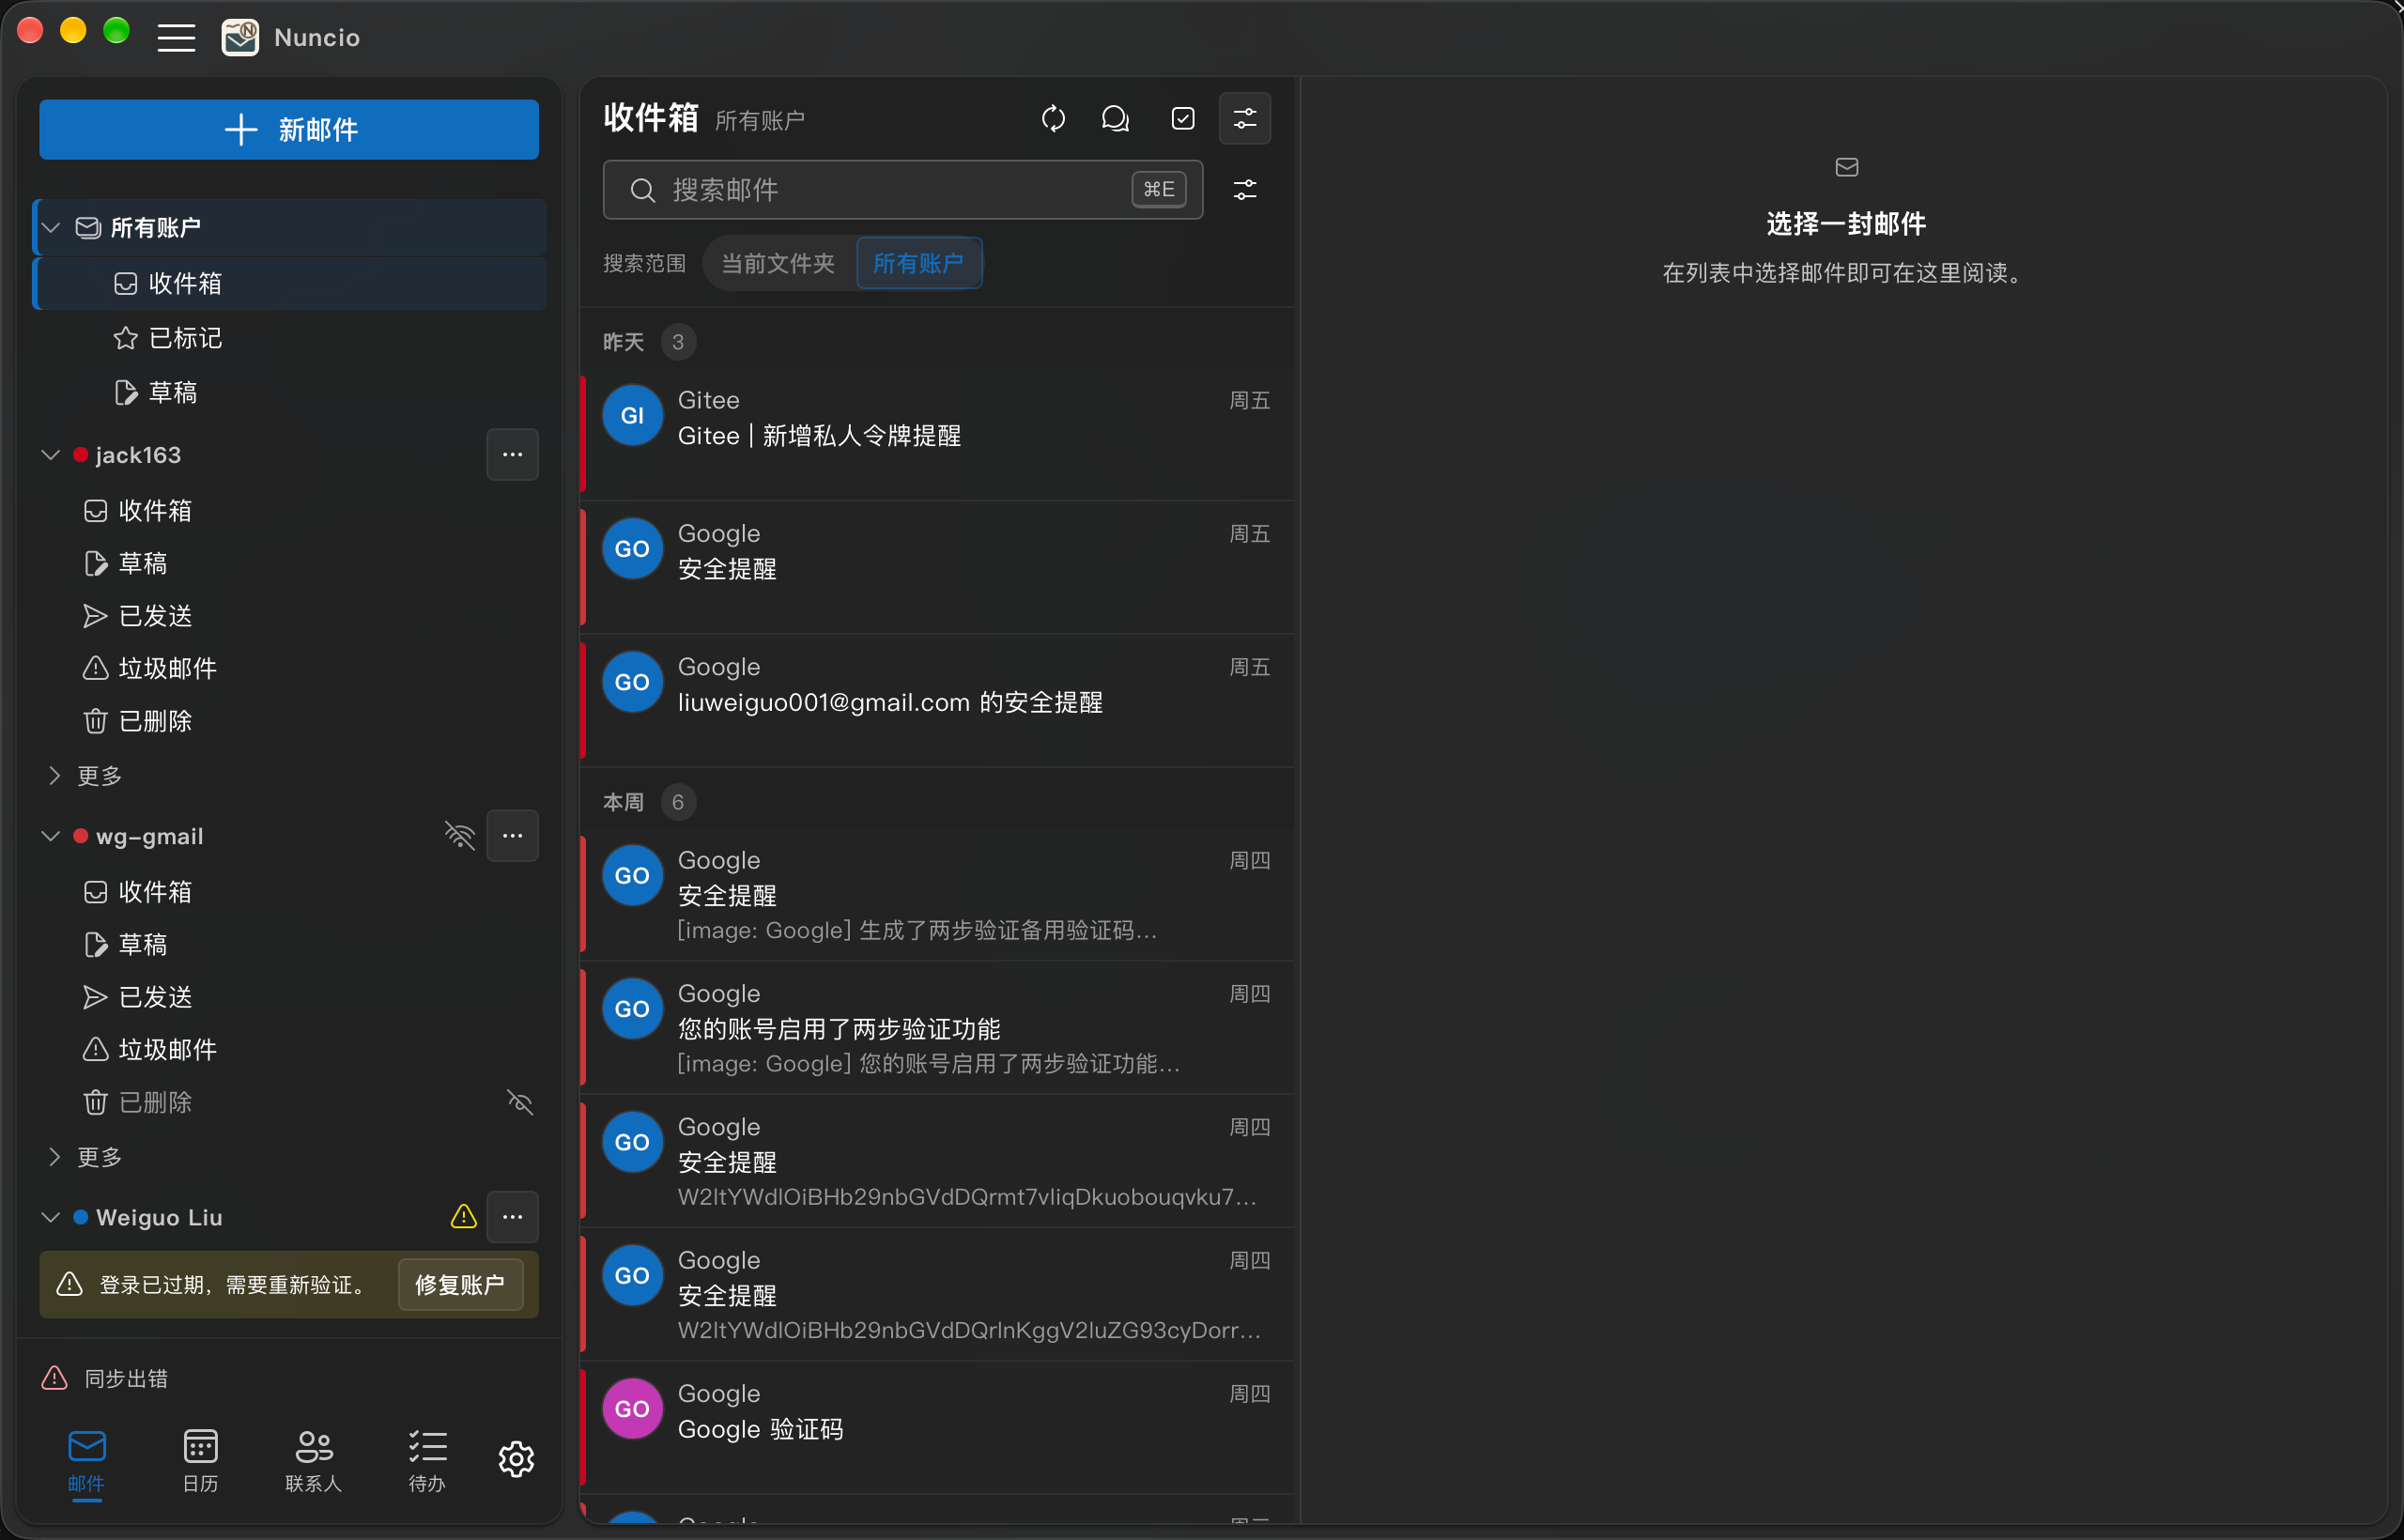 Nuncio
新邮件
所有账户
收件箱
已标记
草稿
jack163
收件箱
草稿
已发送
垃圾邮件
已删除
更多
wg-gmail
收件箱
草稿
已发送
垃圾邮件
已删除
更多
Weiguo Liu
登录已过期，需要重新验证。 修复账户
同步出错
邮件 日历 联系人 待办
收件箱 所有账户
搜索邮件 ⌘E
搜索范围 当前文件夹 所有账户
昨天 3
GI Gitee 周五
Gitee | 新增私人令牌提醒
GO Google 周五
安全提醒
GO Google 周五
liuweiguo001@gmail.com 的安全提醒
本周 6
GO Google 周四
安全提醒
[image: Google] 生成了两步验证备用验证码...
GO Google 周四
您的账号启用了两步验证功能
[image: Google] 您的账号启用了两步验证功能...
GO Google 周四
安全提醒
W2ltYWdlOiBHb29nbGVdDQrmt7vliqDkuobouqvku7...
GO Google 周四
安全提醒
W2ltYWdlOiBHb29nbGVdDQrlnKggV2luZG93cyDorr...
GO Google 周四
Google 验证码
选择一封邮件
在列表中选择邮件即可在这里阅读。